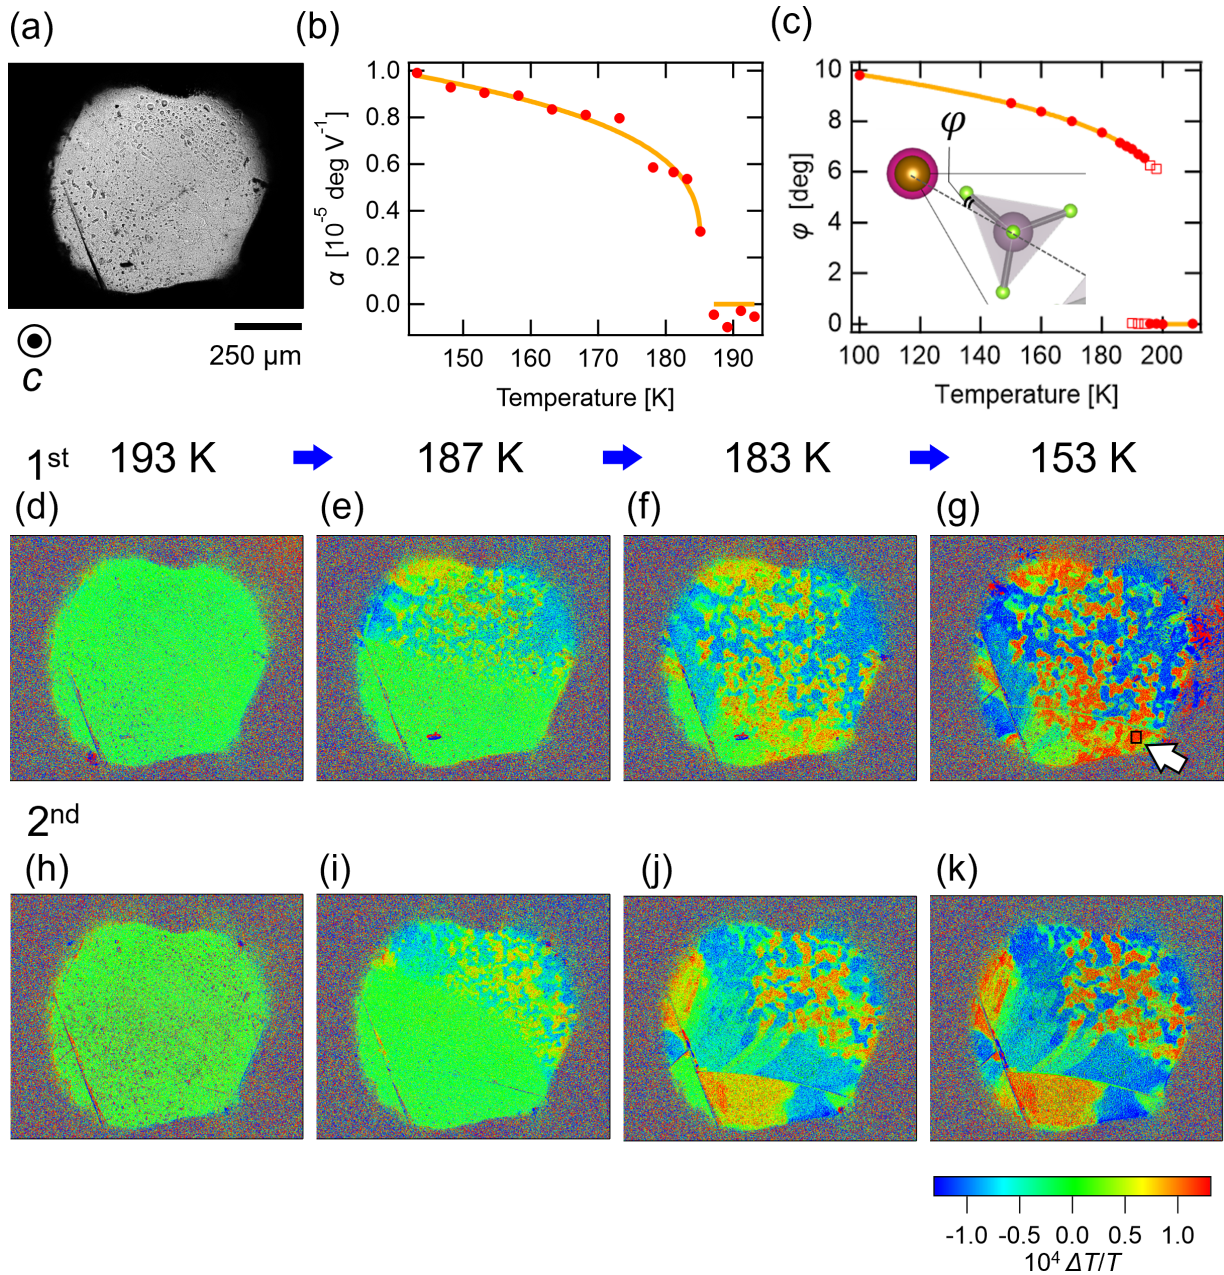 (a)
(b)
(c)
c
250 µm
1.0
0.8
0.6
0.4
0.2
0.0
α [10⁻⁵ deg V⁻¹]
150 160 170 180 190
Temperature [K]
10
8
6
4
2
0
φ [deg]
φ
100 120 140 160 180 200
Temperature [K]
1st 193 K 187 K 183 K 153 K
(d) (e) (f) (g)
2nd
(h) (i) (j) (k)
-1.0 -0.5 0.0 0.5 1.0
10⁴ ΔT/T